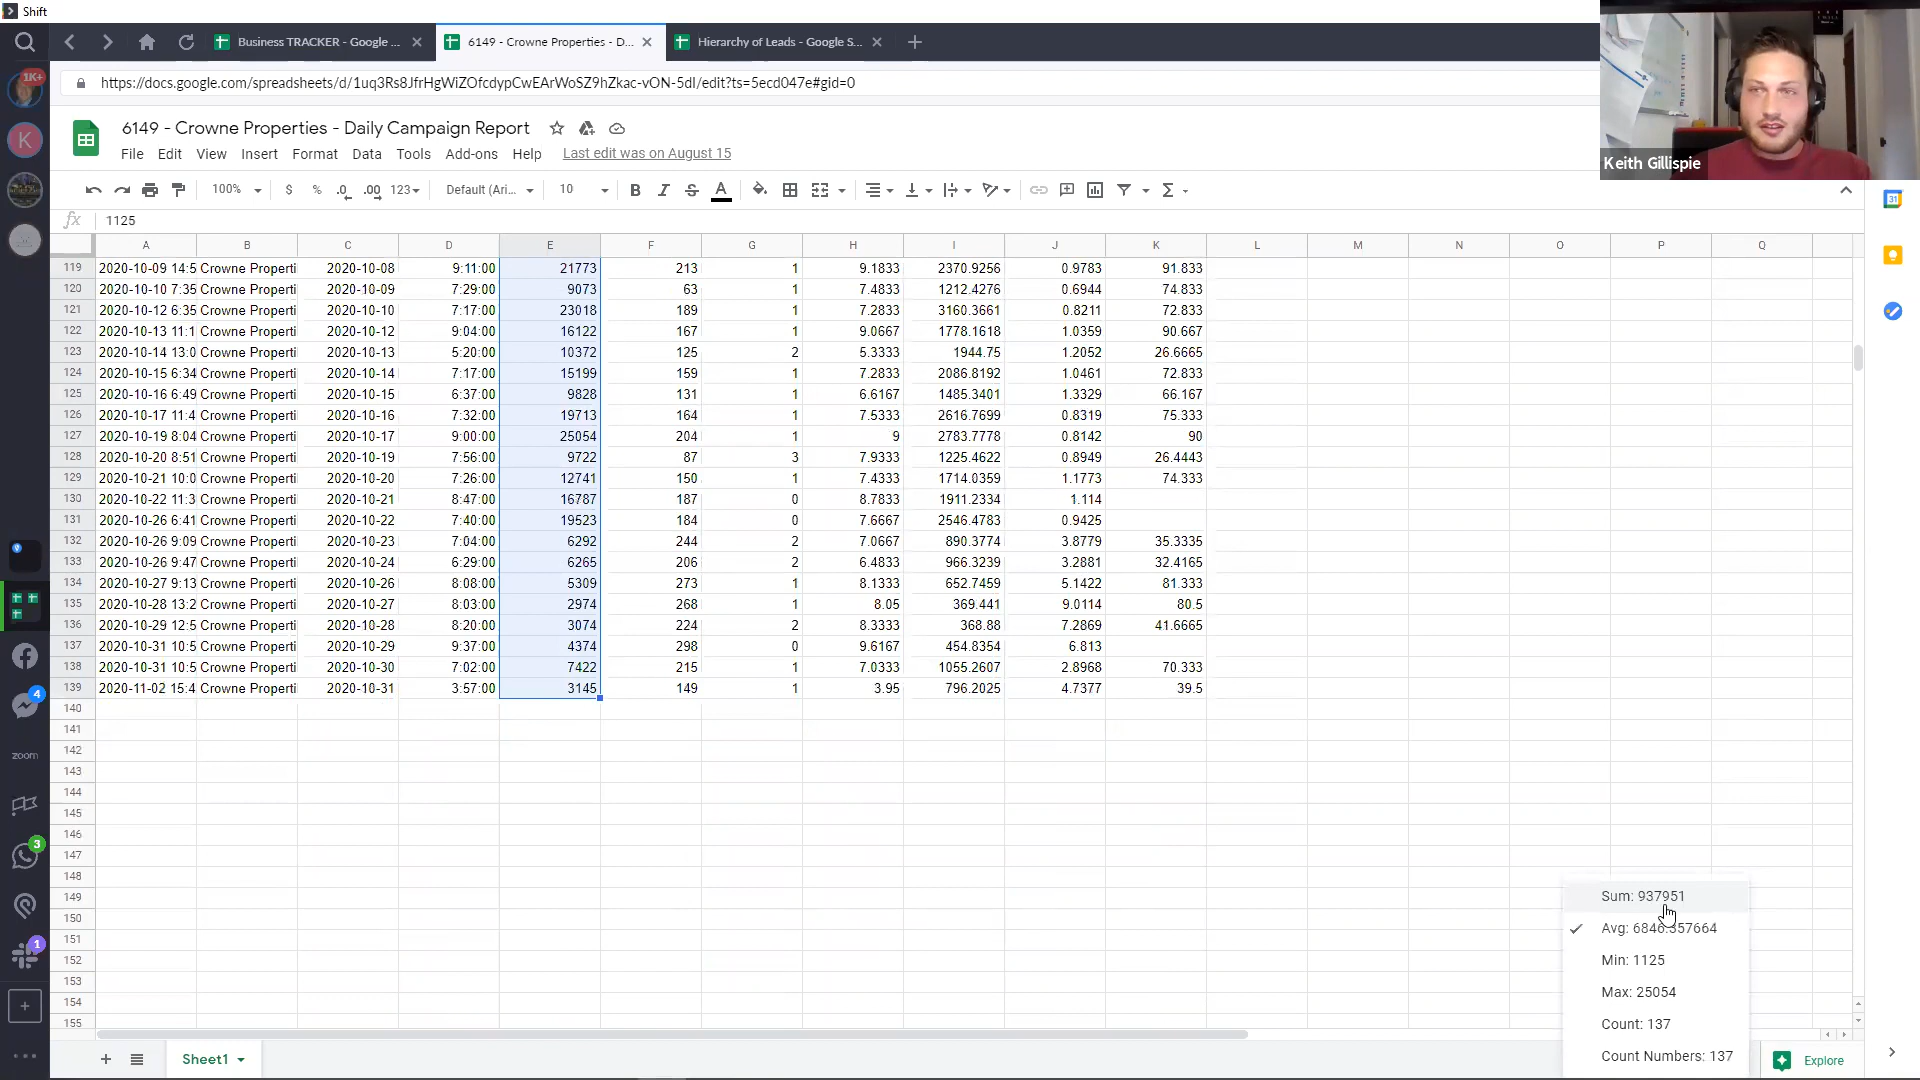 Shift
Business TRACKER - Google ...
6149 - Crowne Properties - D...
Hierarchy of Leads - Google S...
https://docs.google.com/spreadsheets/d/1uq3Rs8JfrHgWiZOfcdypCwEArWoSZ9hZkac-vON-5dI/edit?ts=5ecd047e#gid=0
1K+
K
6149 - Crowne Properties - Daily Campaign Report
File Edit View Insert Format Data Tools Add-ons Help Last edit was on August 15
Keith Gillispie
100% $ % .0 .00 123 Default (Ari... 10 B I S A Σ
31
fx 1125
A B C D E F G H I J K L M N O P Q
119 2020-10-09 14:5 Crowne Properti 2020-10-08 9:11:00 21773 213 1 9.1833 2370.9256 0.9783 91.833
120 2020-10-10 7:35 Crowne Properti 2020-10-09 7:29:00 9073 63 1 7.4833 1212.4276 0.6944 74.833
121 2020-10-12 6:35 Crowne Properti 2020-10-10 7:17:00 23018 189 1 7.2833 3160.3661 0.8211 72.833
122 2020-10-13 11:1 Crowne Properti 2020-10-12 9:04:00 16122 167 1 9.0667 1778.1618 1.0359 90.667
123 2020-10-14 13:0 Crowne Properti 2020-10-13 5:20:00 10372 125 2 5.3333 1944.75 1.2052 26.6665
124 2020-10-15 6:34 Crowne Properti 2020-10-14 7:17:00 15199 159 1 7.2833 2086.8192 1.0461 72.833
125 2020-10-16 6:49 Crowne Properti 2020-10-15 6:37:00 9828 131 1 6.6167 1485.3401 1.3329 66.167
126 2020-10-17 11:4 Crowne Properti 2020-10-16 7:32:00 19713 164 1 7.5333 2616.7699 0.8319 75.333
127 2020-10-19 8:04 Crowne Properti 2020-10-17 9:00:00 25054 204 1 9 2783.7778 0.8142 90
128 2020-10-20 8:51 Crowne Properti 2020-10-19 7:56:00 9722 87 3 7.9333 1225.4622 0.8949 26.4443
129 2020-10-21 10:0 Crowne Properti 2020-10-20 7:26:00 12741 150 1 7.4333 1714.0359 1.1773 74.333
130 2020-10-22 11:3 Crowne Properti 2020-10-21 8:47:00 16787 187 0 8.7833 1911.2334 1.114
131 2020-10-26 6:41 Crowne Properti 2020-10-22 7:40:00 19523 184 0 7.6667 2546.4783 0.9425
132 2020-10-26 9:09 Crowne Properti 2020-10-23 7:04:00 6292 244 2 7.0667 890.3774 3.8779 35.3335
133 2020-10-26 9:47 Crowne Properti 2020-10-24 6:29:00 6265 206 2 6.4833 966.3239 3.2881 32.4165
134 2020-10-27 9:13 Crowne Properti 2020-10-26 8:08:00 5309 273 1 8.1333 652.7459 5.1422 81.333
135 2020-10-28 13:2 Crowne Properti 2020-10-27 8:03:00 2974 268 1 8.05 369.441 9.0114 80.5
136 2020-10-29 12:5 Crowne Properti 2020-10-28 8:20:00 3074 224 2 8.3333 368.88 7.2869 41.6665
137 2020-10-31 10:5 Crowne Properti 2020-10-29 9:37:00 4374 298 0 9.6167 454.8354 6.813
138 2020-10-31 10:5 Crowne Properti 2020-10-30 7:02:00 7422 215 1 7.0333 1055.2607 2.8968 70.333
139 2020-11-02 15:4 Crowne Properti 2020-10-31 3:57:00 3145 149 1 3.95 796.2025 4.7377 39.5
140
141
142
143
144
145
146
147
148
149
150
151
152
153
154
155
4
zoom
3
1
Sum: 937951
Avg: 6846.357664
Min: 1125
Max: 25054
Count: 137
Count Numbers: 137
Sheet1
Explore